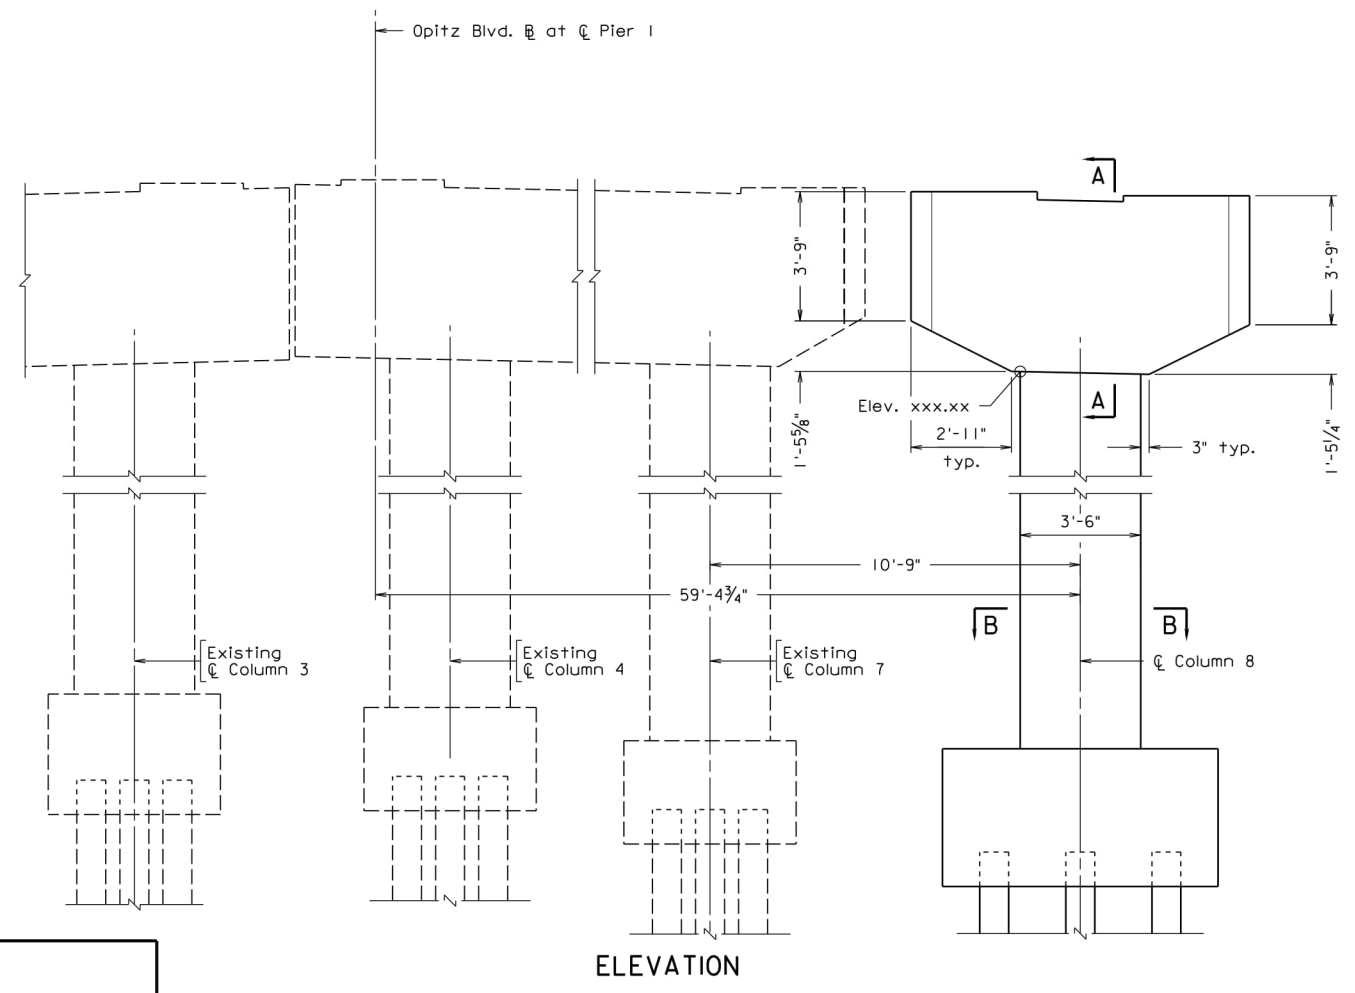 Opitz Blvd. ⅊ at ℄ Pier 1
A
3'-9"
3'-9"
Elev. xxx.xx
A
2'-11"
typ.
1'-5⅝"
3" typ.
1'-5¼"
3'-6"
10'-9"
59'-4¾"
B
B
Existing
℄ Column 3
Existing
℄ Column 4
Existing
℄ Column 7
℄ Column 8
ELEVATION